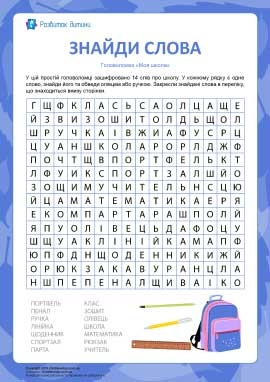 Розвиток дитини
ЗНАЙДИ СЛОВА
Головоломка «Моя школа»
У цій простій головоломці зашифровано 14 слів про школу. У кожному рядку є одне
слово, знайди його та обведи олівцем або ручкою. Закресли знайдене слово в переліку,
що знаходиться внизу сторінки.
Г Щ Ф К Л А С Ь С А О Л Ц А Щ Е
Й З В И З О Ш И Т О Л Д Ь Щ О Л
Ш Р У Ч К А І В Ж И А Ф У С Р Ц
Ц У А Н Ш К О Л А Р О Р Л Д Ж Ф
П О Ч Т Щ В П О Р Т Ф Е Л Ь К Т
Л Ф У С П О Р Т З А Л К И Ш Й О
З О Щ И М У У Ч И Т Е Л Ь Н С Ц
Ц Д М А Т Е М А Т И К А Е Р Я
Е К О М П А Р Т А Р А Ш П О Л Й
Я П У О Л І В Е Ц Ь Д А Ф О Ц У
Ш Щ У А К Л І Н І Й К А М А П Ф
Ю П Ф Д Н Щ О Д Е Н Н И К И Ж
О Р Ю К З А К А В У Р А Н Ц Л А
Н Ш П Е П Е Н А Л Щ И В А І К О
ПОРТФЕЛЬ КЛАС
ПЕНАЛ ЗОШИТ
РУЧКА ОЛІВЕЦЬ
ЛІНІЙКА ШКОЛА
ЩОДЕННИК МАТЕМАТИКА
СПОРТЗАЛ РЮКЗАК
ПАРТА УЧИТЕЛЬ